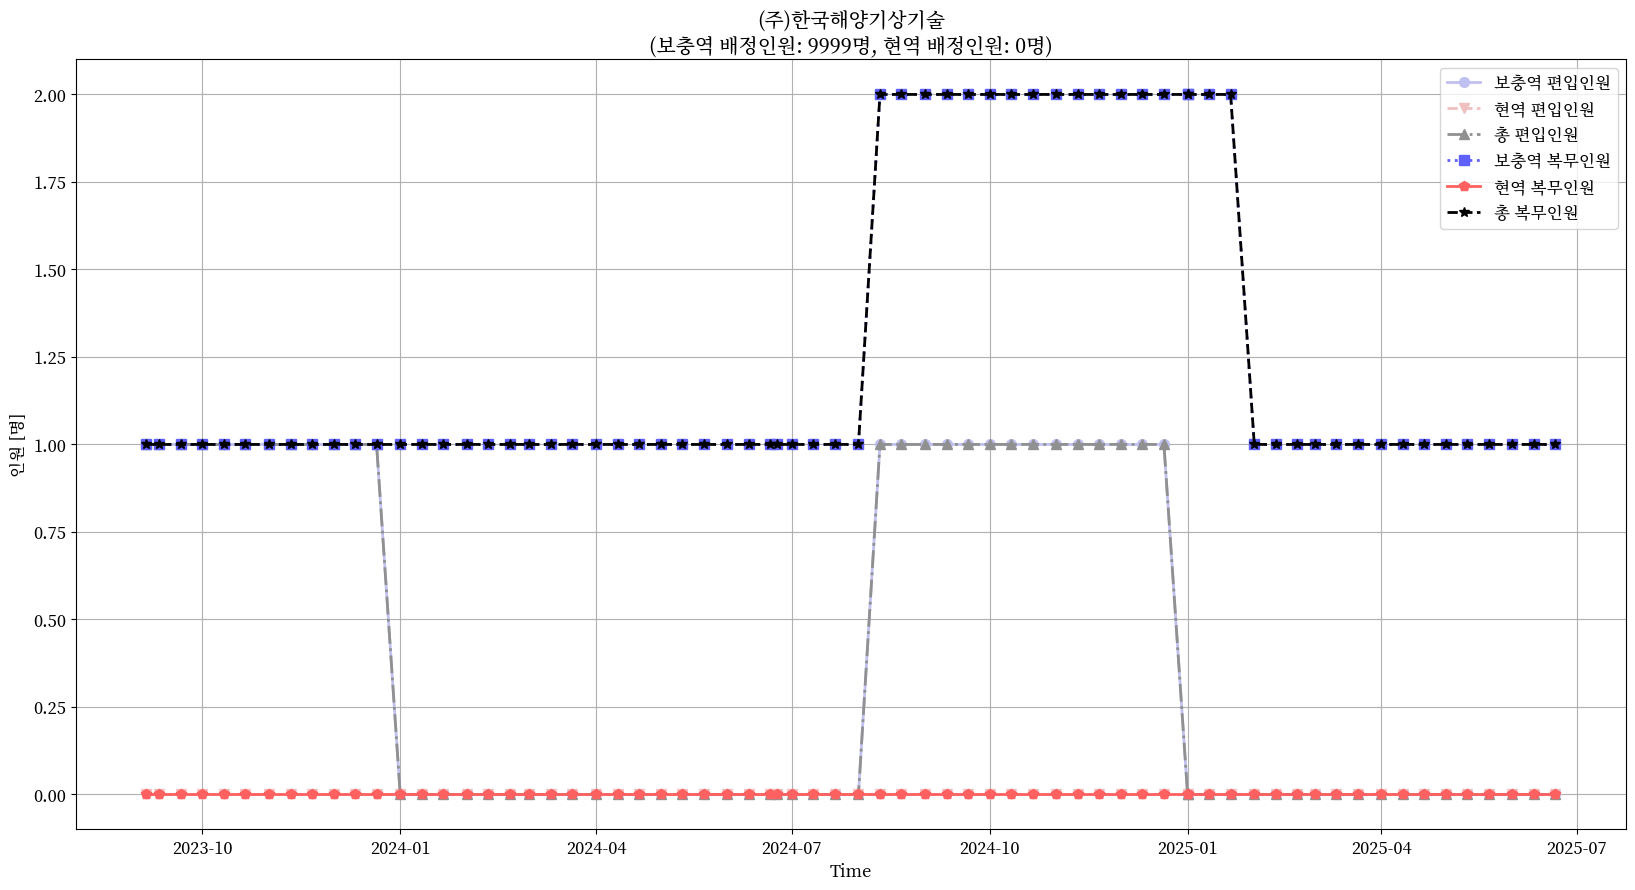 (주)한국해양기상기술
(보충역 배정인원: 9999명, 현역 배정인원: 0명)
보충역 편입인원
현역 편입인원
총 편입인원
보충역 복무인원
현역 복무인원
총 복무인원
인원 [명]
2.00
1.75
1.50
1.25
1.00
0.75
0.50
0.25
0.00
2023-10
2024-01
2024-04
2024-07
2024-10
2025-01
2025-04
2025-07
Time